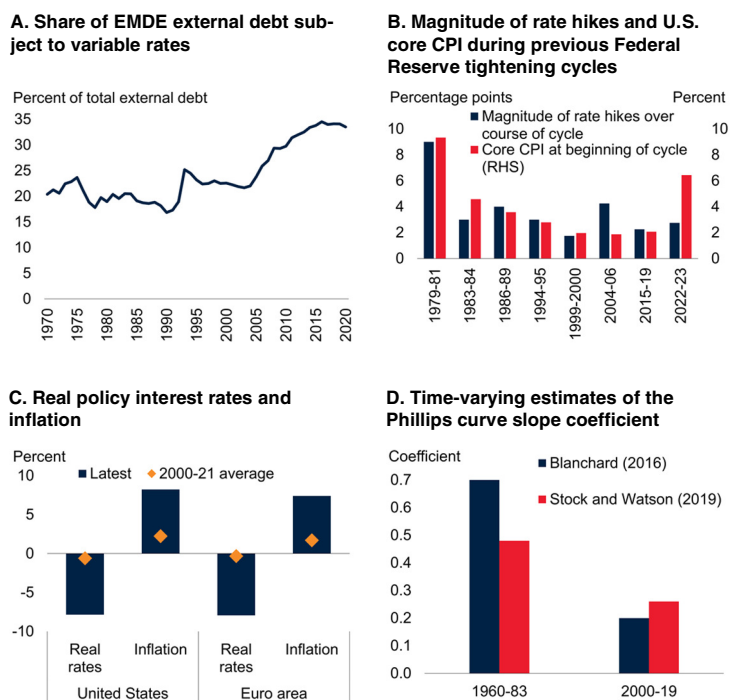 A. Share of EMDE external debt sub-
ject to variable rates
Percent of total external debt
35
30
25
20
15
10
5
0
1970
1975
1980
1985
1990
1995
2000
2005
2010
2015
2020
B. Magnitude of rate hikes and U.S.
core CPI during previous Federal
Reserve tightening cycles
Percentage points
Percent
Magnitude of rate hikes over
course of cycle
Core CPI at beginning of cycle
(RHS)
10
8
6
4
2
0
10
8
6
4
2
0
1979-81
1983-84
1986-89
1994-95
1999-2000
2004-06
2015-19
2022-23
C. Real policy interest rates and
inflation
Percent
Latest
2000-21 average
10
5
0
-5
-10
Real
rates
Inflation
Real
rates
Inflation
United States
Euro area
D. Time-varying estimates of the
Phillips curve slope coefficient
Coefficient
Blanchard (2016)
Stock and Watson (2019)
0.7
0.6
0.5
0.4
0.3
0.2
0.1
0.0
1960-83
2000-19